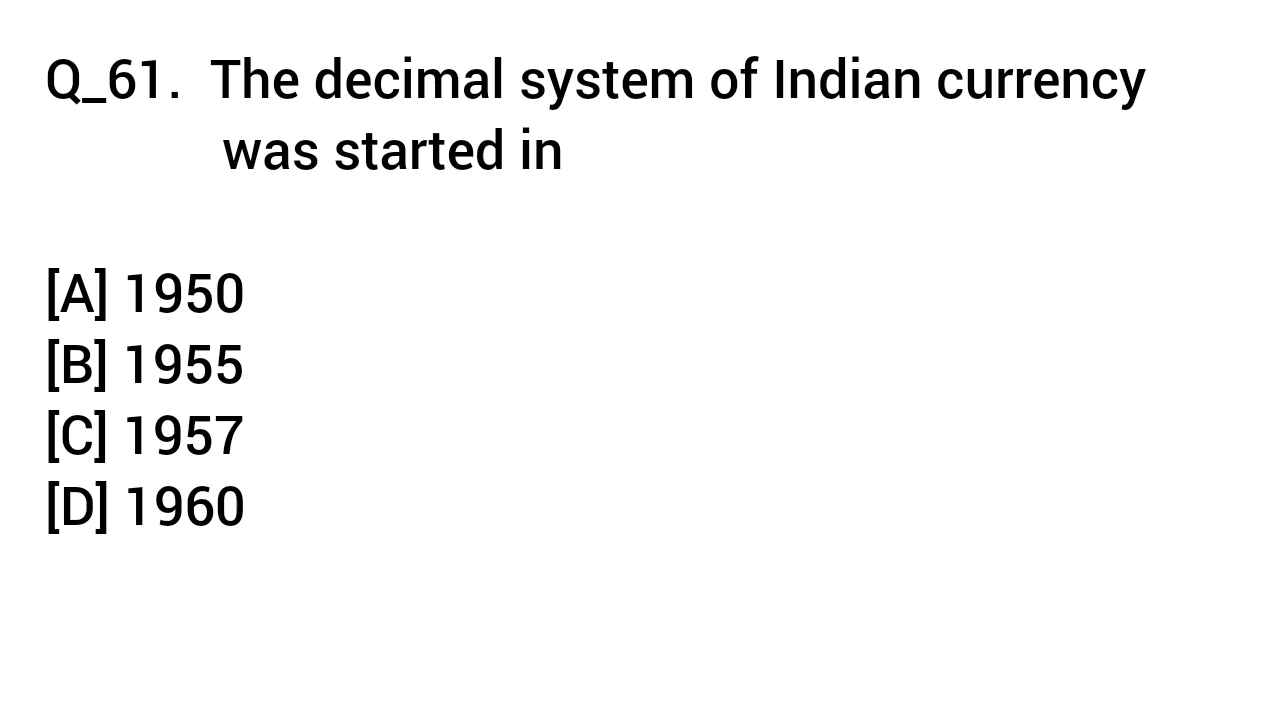 Q_61. The decimal system of Indian currency
was started in
[A] 1950
[B] 1955
[C] 1957
[D] 1960